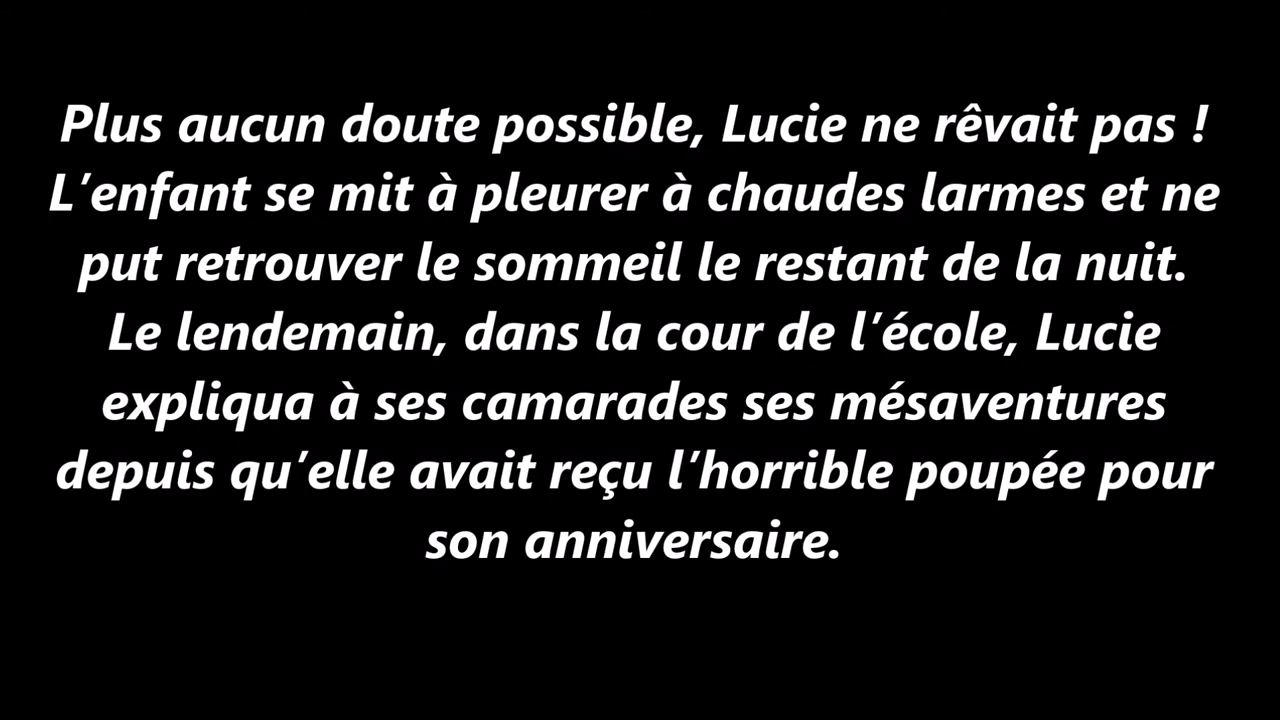 Plus aucun doute possible, Lucie ne rêvait pas !
L’enfant se mit à pleurer à chaudes larmes et ne
put retrouver le sommeil le restant de la nuit.
Le lendemain, dans la cour de l’école, Lucie
expliqua à ses camarades ses mésaventures
depuis qu’elle avait reçu l’horrible poupée pour
son anniversaire.